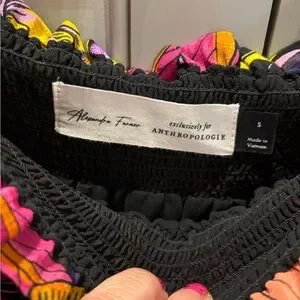 Alexandra Farmer
exclusively for
ANTHROPOLOGIE
S
Made in
Vietnam